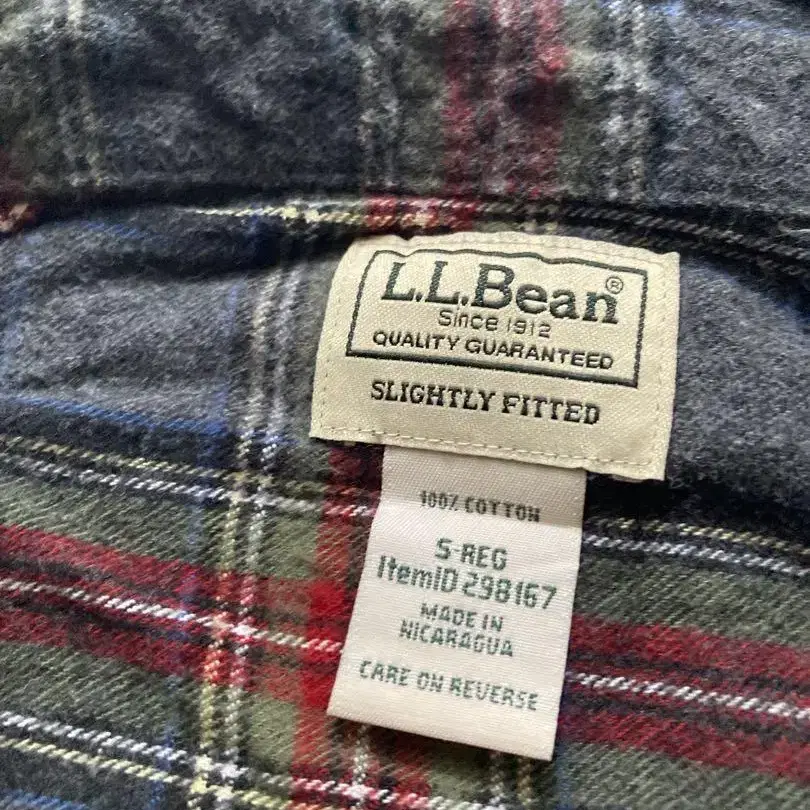 L.L.Bean®
Since 1912
QUALITY GUARANTEED
SLIGHTLY FITTED
100% COTTON
S-REG
ItemID 298167
MADE IN
NICARAGUA
CARE ON REVERSE